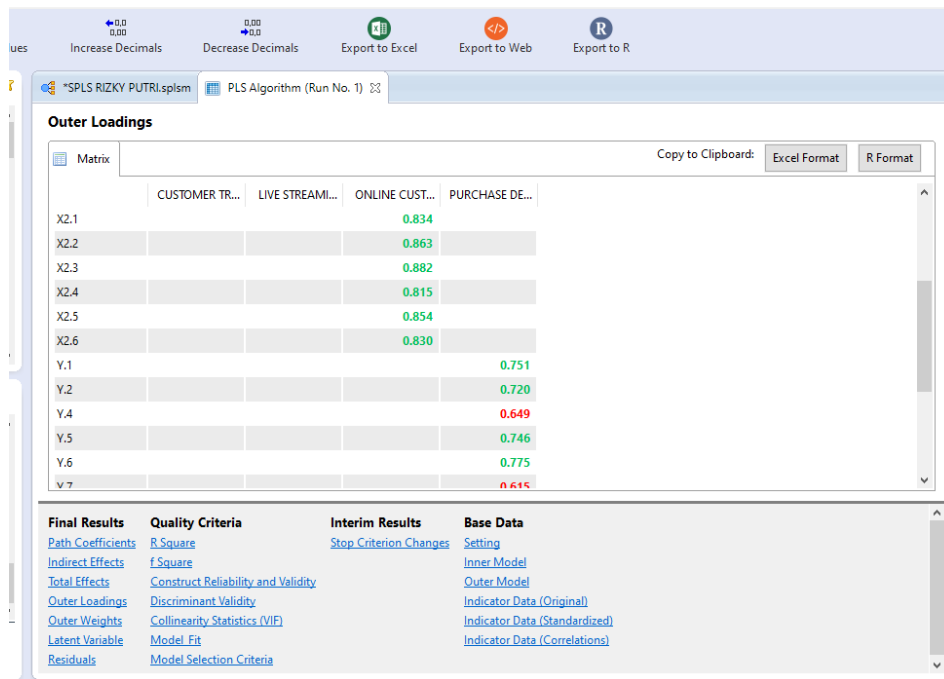 ues Increase Decimals Decrease Decimals Export to Excel Export to Web Export to R
*SPLS RIZKY PUTRI.splsm PLS Algorithm (Run No. 1)
Outer Loadings
Matrix Copy to Clipboard: Excel Format R Format
CUSTOMER TR... LIVE STREAMI... ONLINE CUST... PURCHASE DE...
X2.1 0.834
X2.2 0.863
X2.3 0.882
X2.4 0.815
X2.5 0.854
X2.6 0.830
Y.1 0.751
Y.2 0.720
Y.4 0.649
Y.5 0.746
Y.6 0.775
Y.7 0.615
Final Results Quality Criteria Interim Results Base Data
Path Coefficients R Square Stop Criterion Changes Setting
Indirect Effects f Square Inner Model
Total Effects Construct Reliability and Validity Outer Model
Outer Loadings Discriminant Validity Indicator Data (Original)
Outer Weights Collinearity Statistics (VIF) Indicator Data (Standardized)
Latent Variable Model_Fit Indicator Data (Correlations)
Residuals Model Selection Criteria